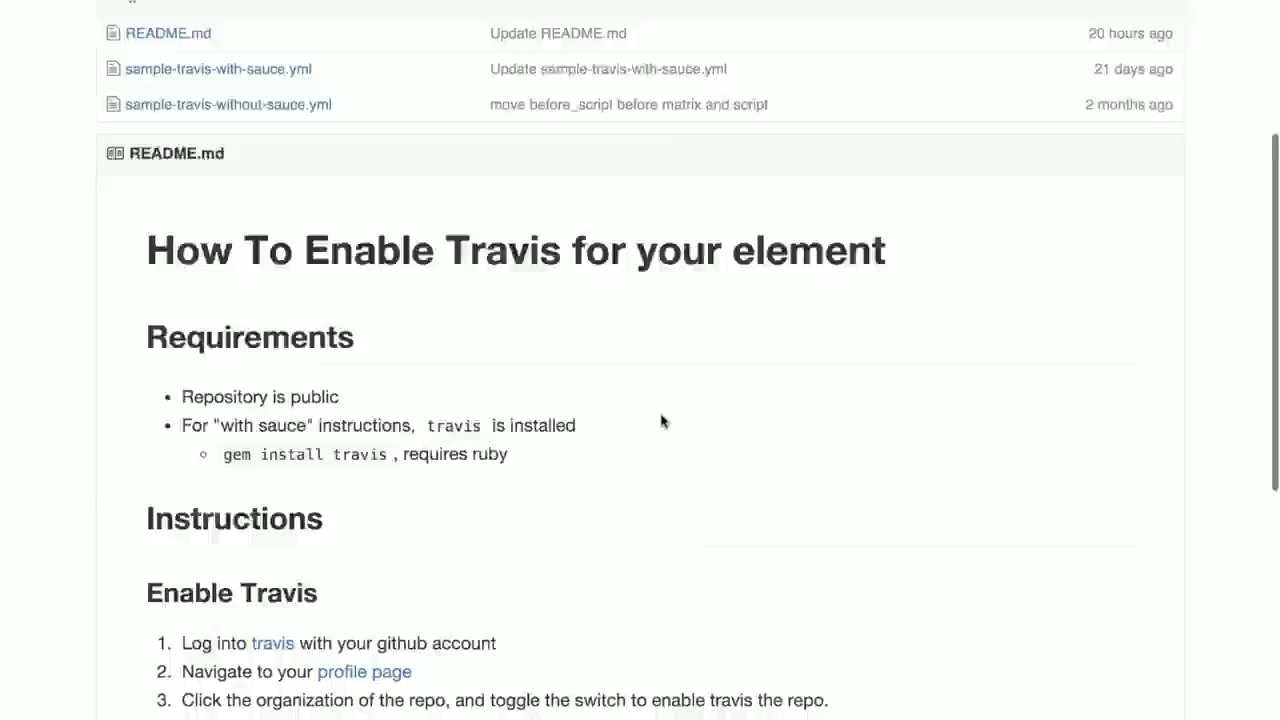 README.md Update README.md 20 hours ago
sample-travis-with-sauce.yml Update sample-travis-with-sauce.yml 21 days ago
sample-travis-without-sauce.yml move before_script before matrix and script 2 months ago
README.md
How To Enable Travis for your element
Requirements
• Repository is public
• For "with sauce" instructions, travis is installed
◦ gem install travis , requires ruby
Instructions
Enable Travis
1. Log into travis with your github account
2. Navigate to your profile page
3. Click the organization of the repo, and toggle the switch to enable travis the repo.